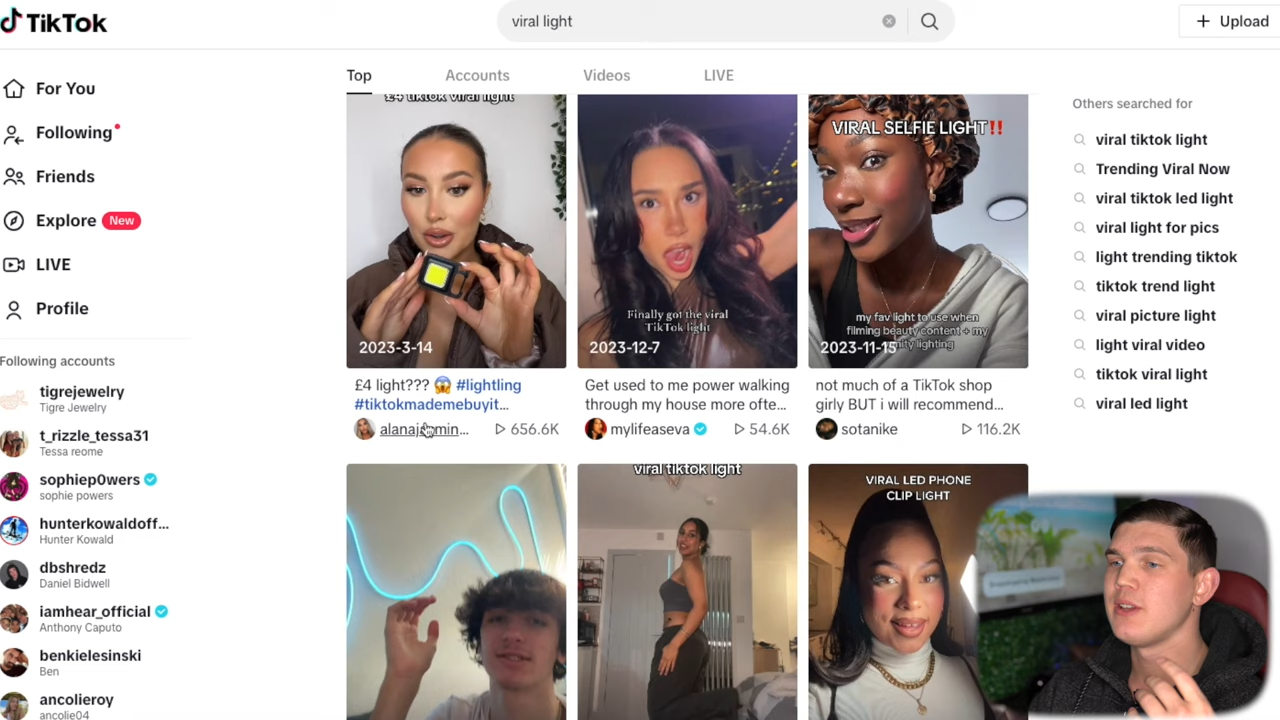 TikTok
viral light
+ Upload
For You
Following
Friends
Explore New
LIVE
Profile
Following accounts
tigrejewelry
Tigre Jewelry
t_rizzle_tessa31
Tessa reome
sophiep0wers
sophie powers
hunterkowaldoff...
Hunter Kowald
dbshredz
Daniel Bidwell
iamhear_official
Anthony Caputo
benkielesinski
Ben
ancolieroy
ancolie04
Top Accounts Videos LIVE
£4 tiktok viral light
2023-3-14
£4 light??? 😱 #lightling
#tiktokmademebuyit...
656.6K
Finally got the viral
TikTok light
2023-12-7
Get used to me power walking
through my house more ofte...
mylifeaseva 54.6K
VIRAL SELFIE LIGHT‼️
my fav light to use when
filming beauty content + my
lighting
2023-11-15
not much of a TikTok shop
girly BUT i will recommend...
sotanike 116.2K
viral tiktok light
VIRAL LED PHONE
CLIP LIGHT
Others searched for
viral tiktok light
Trending Viral Now
viral tiktok led light
viral light for pics
light trending tiktok
tiktok trend light
viral picture light
light viral video
tiktok viral light
viral led light